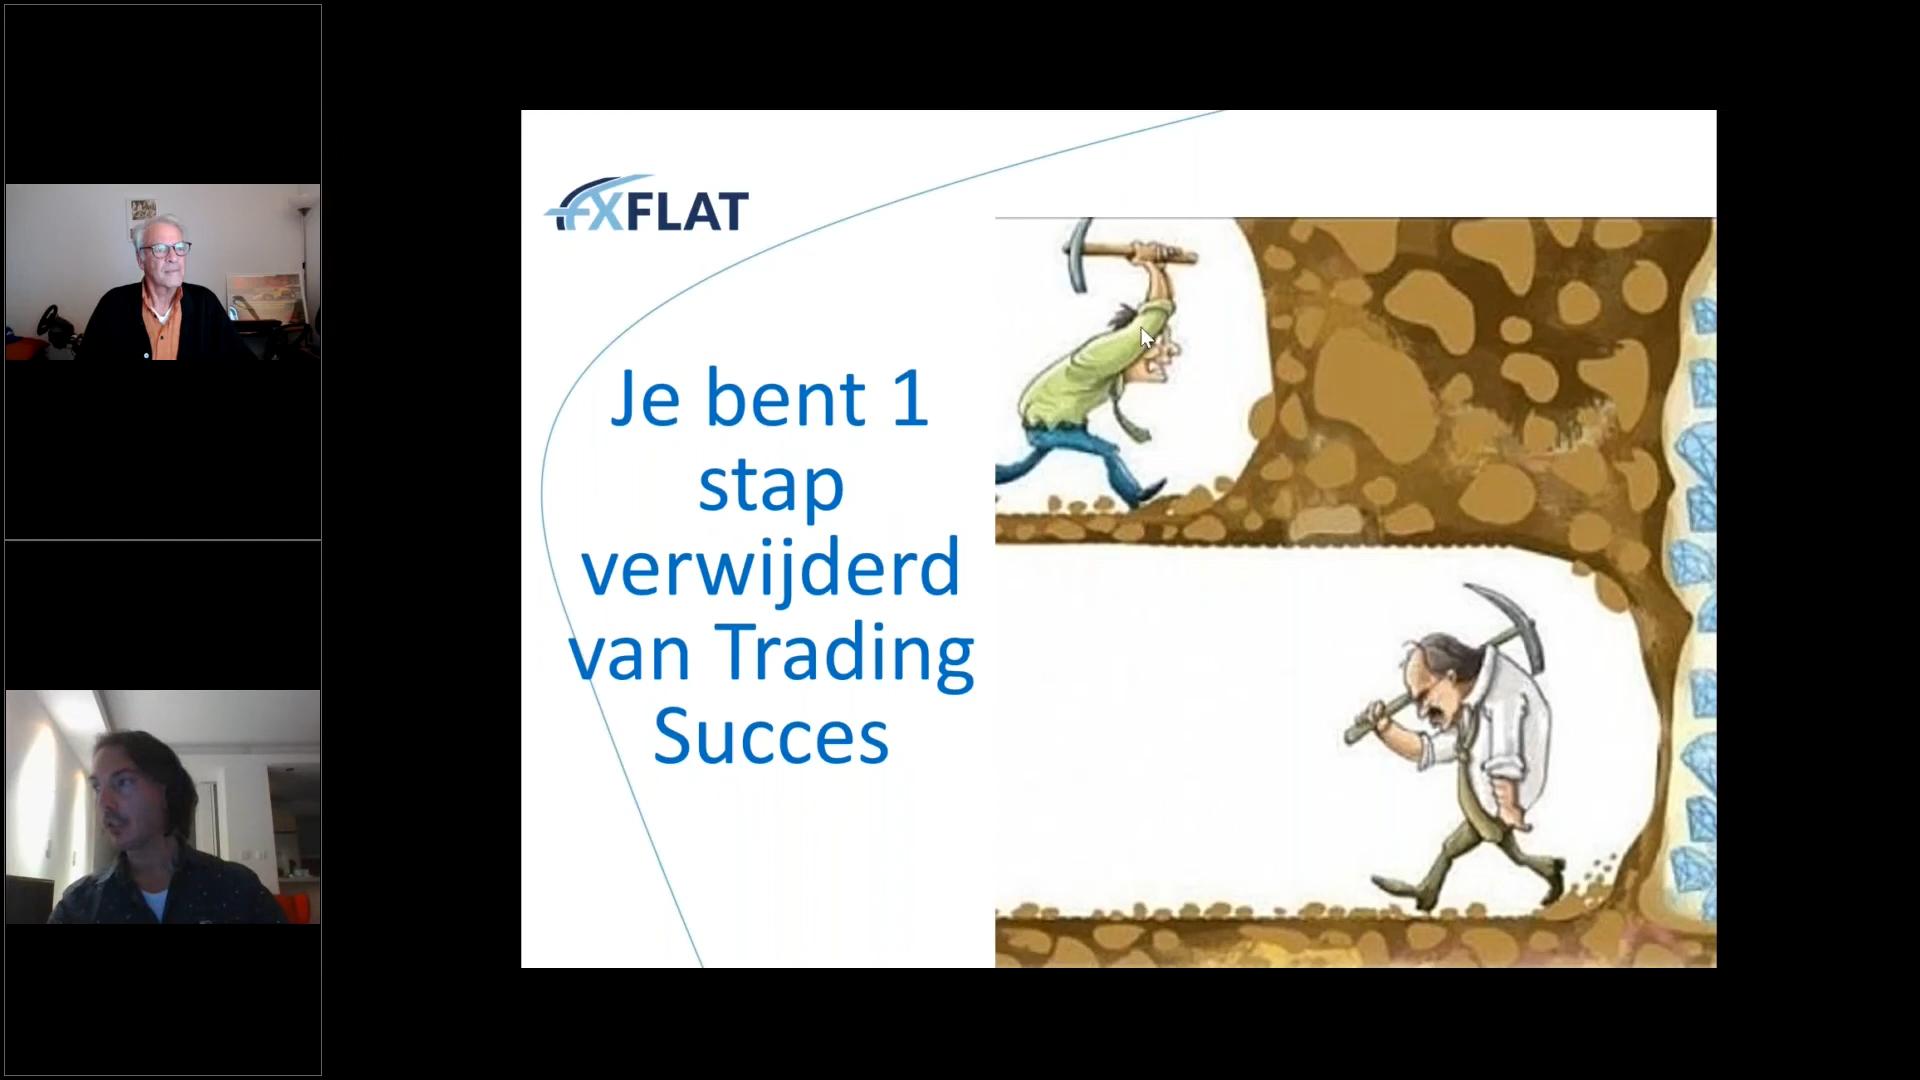 FXFLAT
Je bent 1
stap
verwijderd
van Trading
Succes